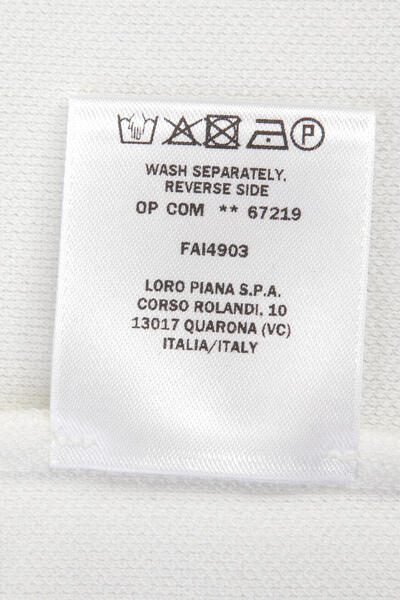 P
WASH SEPARATELY.
REVERSE SIDE
OP COM ** 67219
FAI4903
LORO PIANA S.P.A.
CORSO ROLANDI, 10
13017 QUARONA (VC)
ITALIA/ITALY